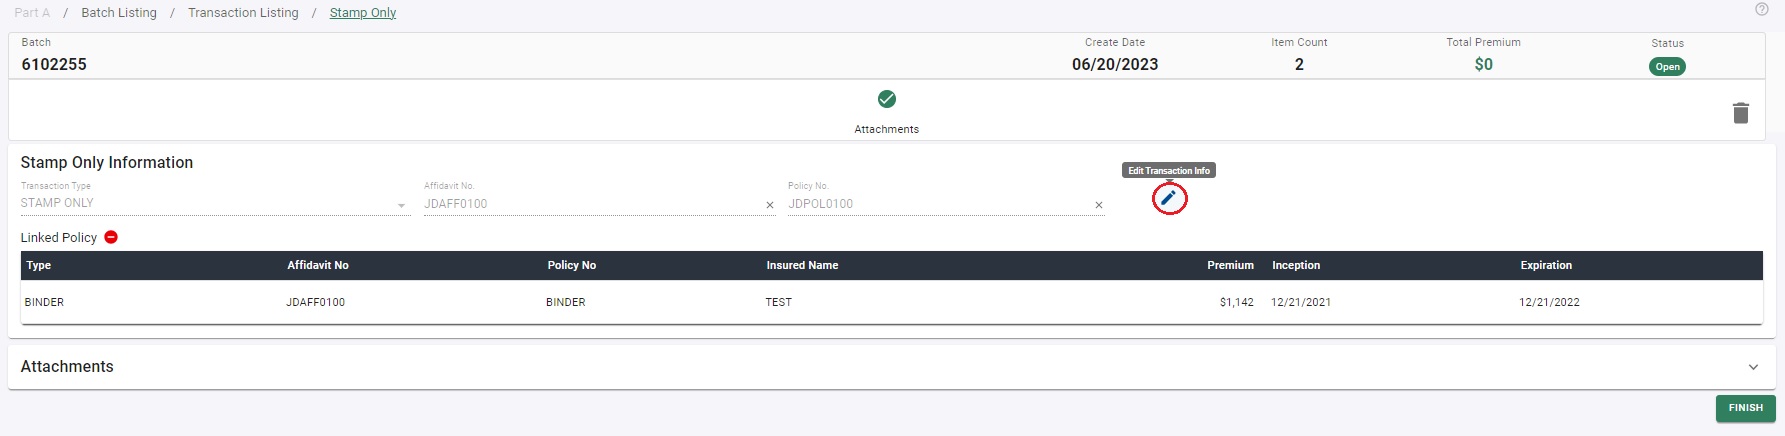 Part A / Batch Listing / Transaction Listing / Stamp Only
Batch Create Date Item Count Total Premium Status
6102255 06/20/2023 2 $0 Open
Attachments
Stamp Only Information
Edit Transaction Info
Transaction Type Affidavit No. Policy No.
STAMP ONLY JDAFF0100 JDPOL0100
Linked Policy
Type Affidavit No Policy No Insured Name Premium Inception Expiration
BINDER JDAFF0100 BINDER TEST $1,142 12/21/2021 12/21/2022
Attachments
FINISH